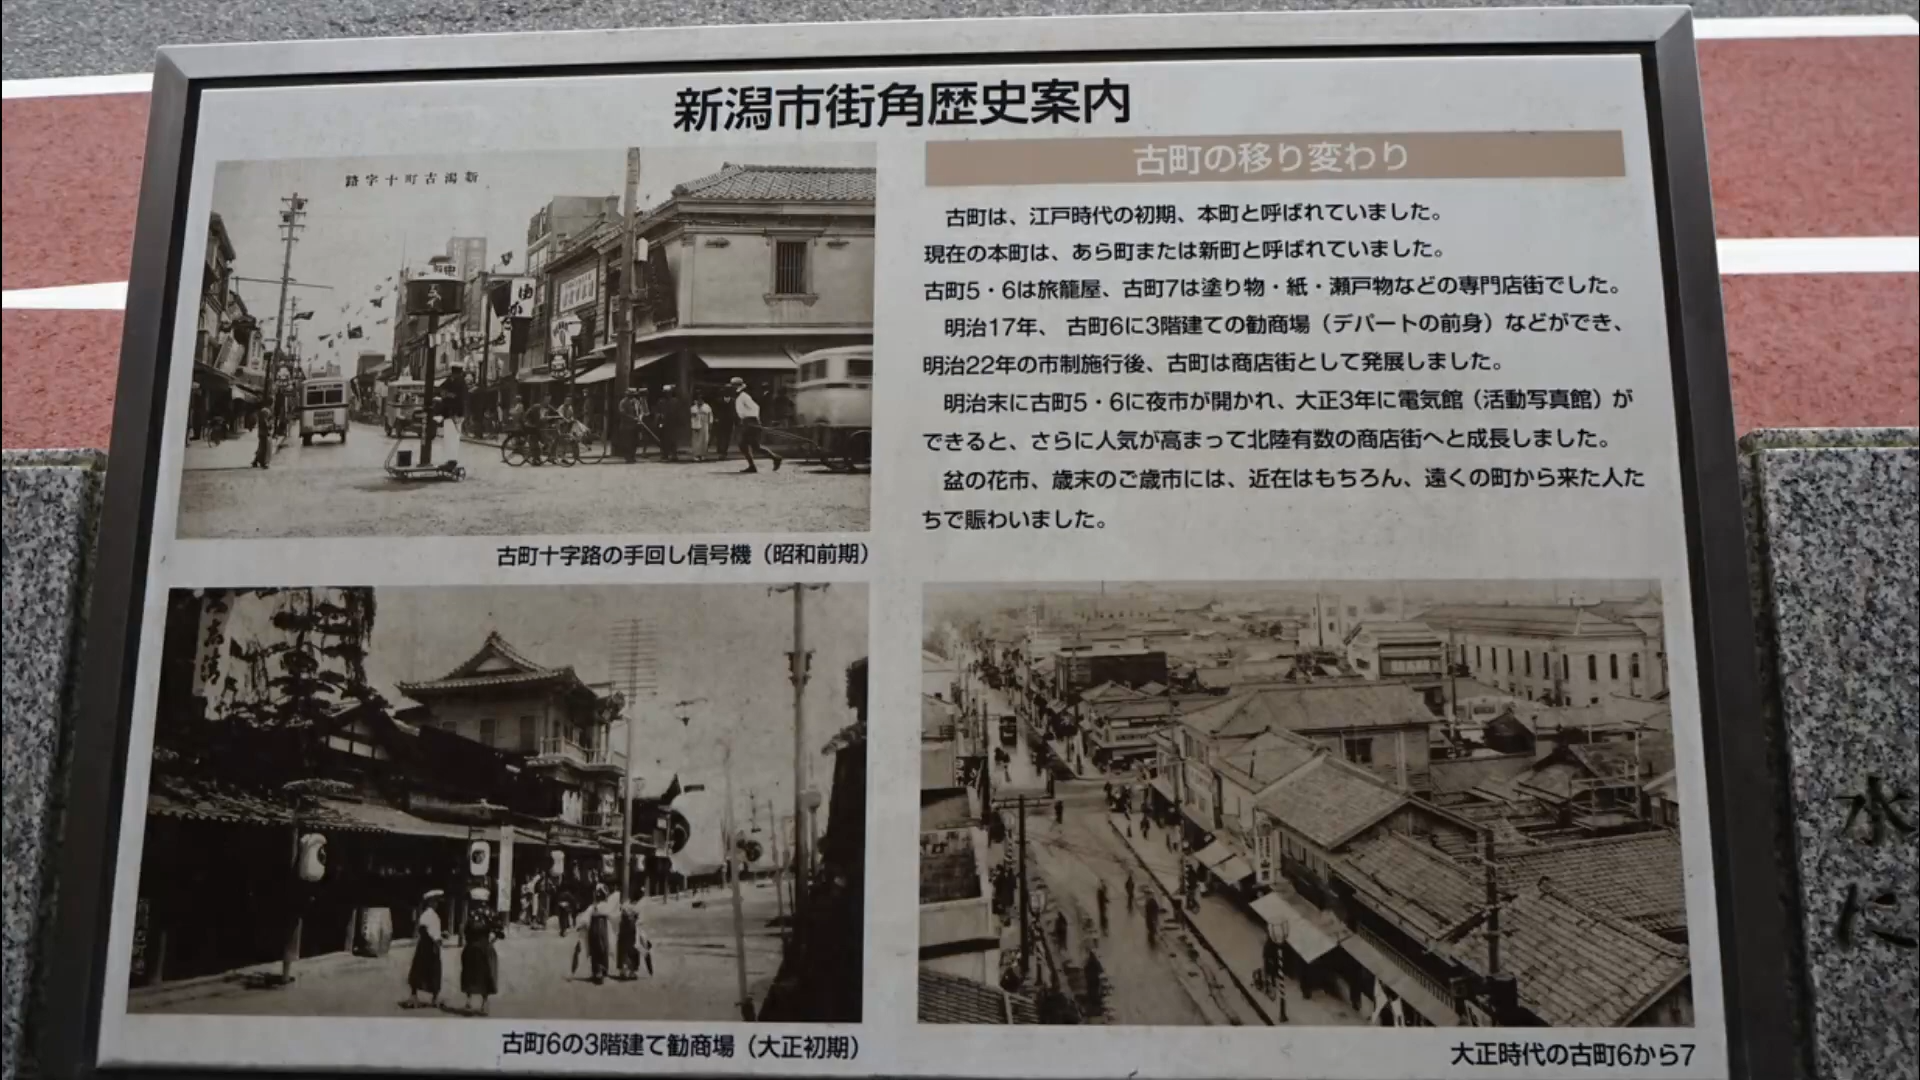 新潟市街角歴史案内
路字十町古潟新
古町の移り変わり
古町は、江戸時代の初期、本町と呼ばれていました。
現在の本町は、あら町または新町と呼ばれていました。
古町5・6は旅籠屋、古町7は塗り物・紙・瀬戸物などの専門店街でした。
明治17年、 古町6に3階建ての勧商場（デパートの前身）などができ、
明治22年の市制施行後、古町は商店街として発展しました。
明治末に古町5・6に夜市が開かれ、大正3年に電気館（活動写真館）が
できると、さらに人気が高まって北陸有数の商店街へと成長しました。
盆の花市、歳末のご歳市には、近在はもちろん、遠くの町から来た人た
ちで賑わいました。
古町十字路の手回し信号機（昭和前期）
古町6の3階建て勧商場（大正初期）
大正時代の古町6から7
水
に